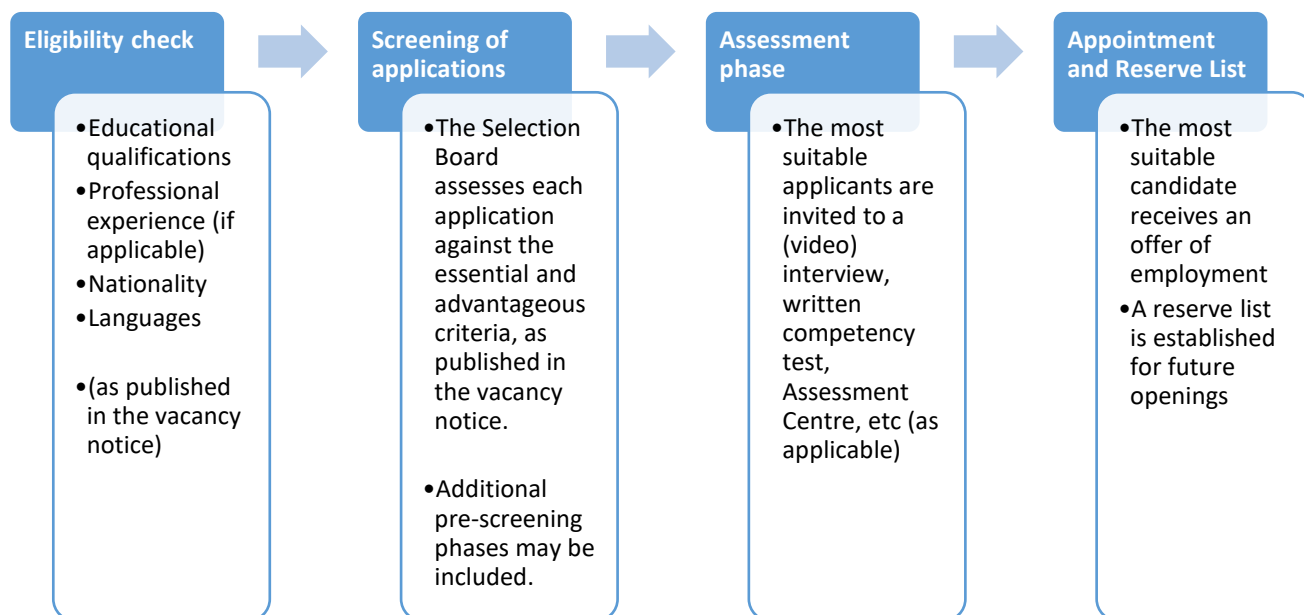 Eligibility check
•Educational
qualifications
•Professional
experience (if
applicable)
•Nationality
•Languages
•(as published
in the vacancy
notice)
Screening of
applications
•The Selection
Board
assesses each
application
against the
essential and
advantageous
criteria, as
published in
the vacancy
notice.
•Additional
pre-screening
phases may be
included.
Assessment
phase
•The most
suitable
applicants are
invited to a
(video)
interview,
written
competency
test,
Assessment
Centre, etc (as
applicable)
Appointment
and Reserve List
•The most
suitable
candidate
receives an
offer of
employment
•A reserve list
is established
for future
openings